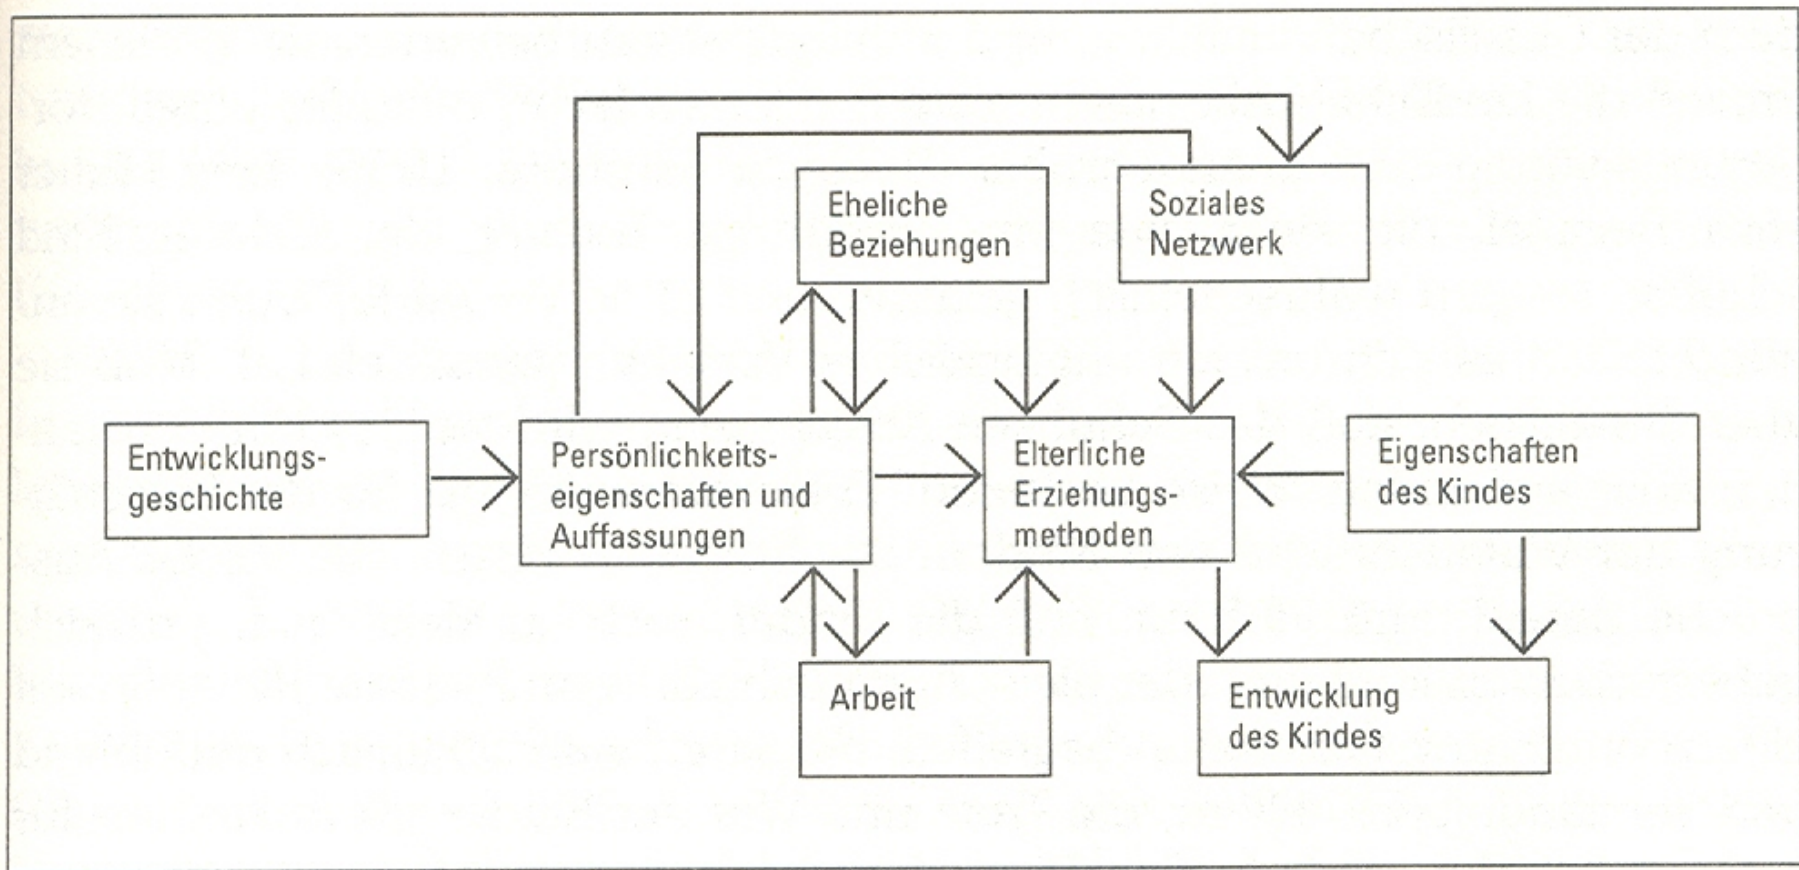 Eheliche
Beziehungen
Soziales
Netzwerk
Entwicklungs-
geschichte
Persönlichkeits-
eigenschaften und
Auffassungen
Elterliche
Erziehungs-
methoden
Eigenschaften
des Kindes
Arbeit
Entwicklung
des Kindes